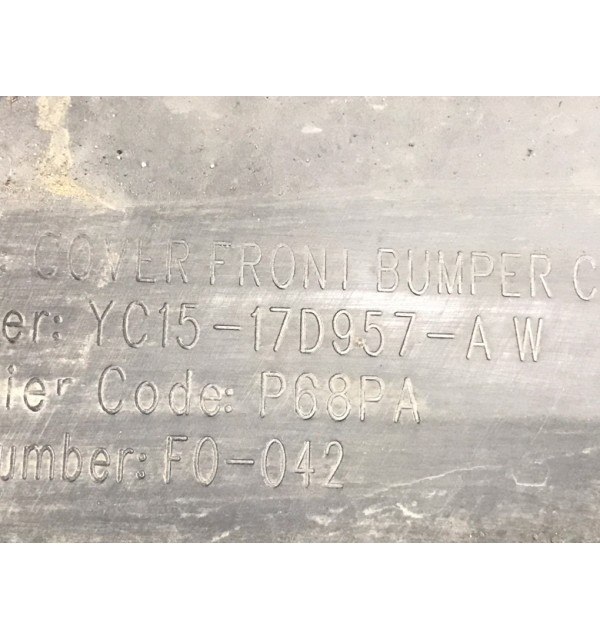 : COVER FRONT BUMPER C
er: YC15-17D957-A W
ier Code: P68PA
umber: FO-042